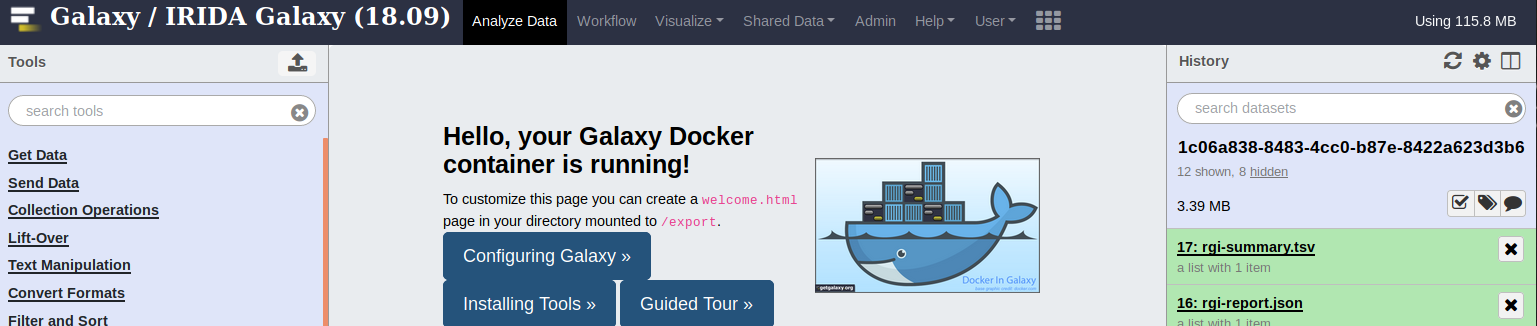 Galaxy / IRIDA Galaxy (18.09)
Analyze Data
Workflow
Visualize
Shared Data
Admin
Help
User
Using 115.8 MB
Tools
search tools
Get Data
Send Data
Collection Operations
Lift-Over
Text Manipulation
Convert Formats
Filter and Sort
Hello, your Galaxy Docker
container is running!
To customize this page you can create a welcome.html
page in your directory mounted to /export.
Configuring Galaxy »
Installing Tools »
Guided Tour »
Docker In Galaxy
getgalaxy.org
History
search datasets
1c06a838-8483-4cc0-b87e-8422a623d3b6
12 shown, 8 hidden
3.39 MB
17: rgi-summary.tsv
a list with 1 item
16: rgi-report.json
a list with 1 item